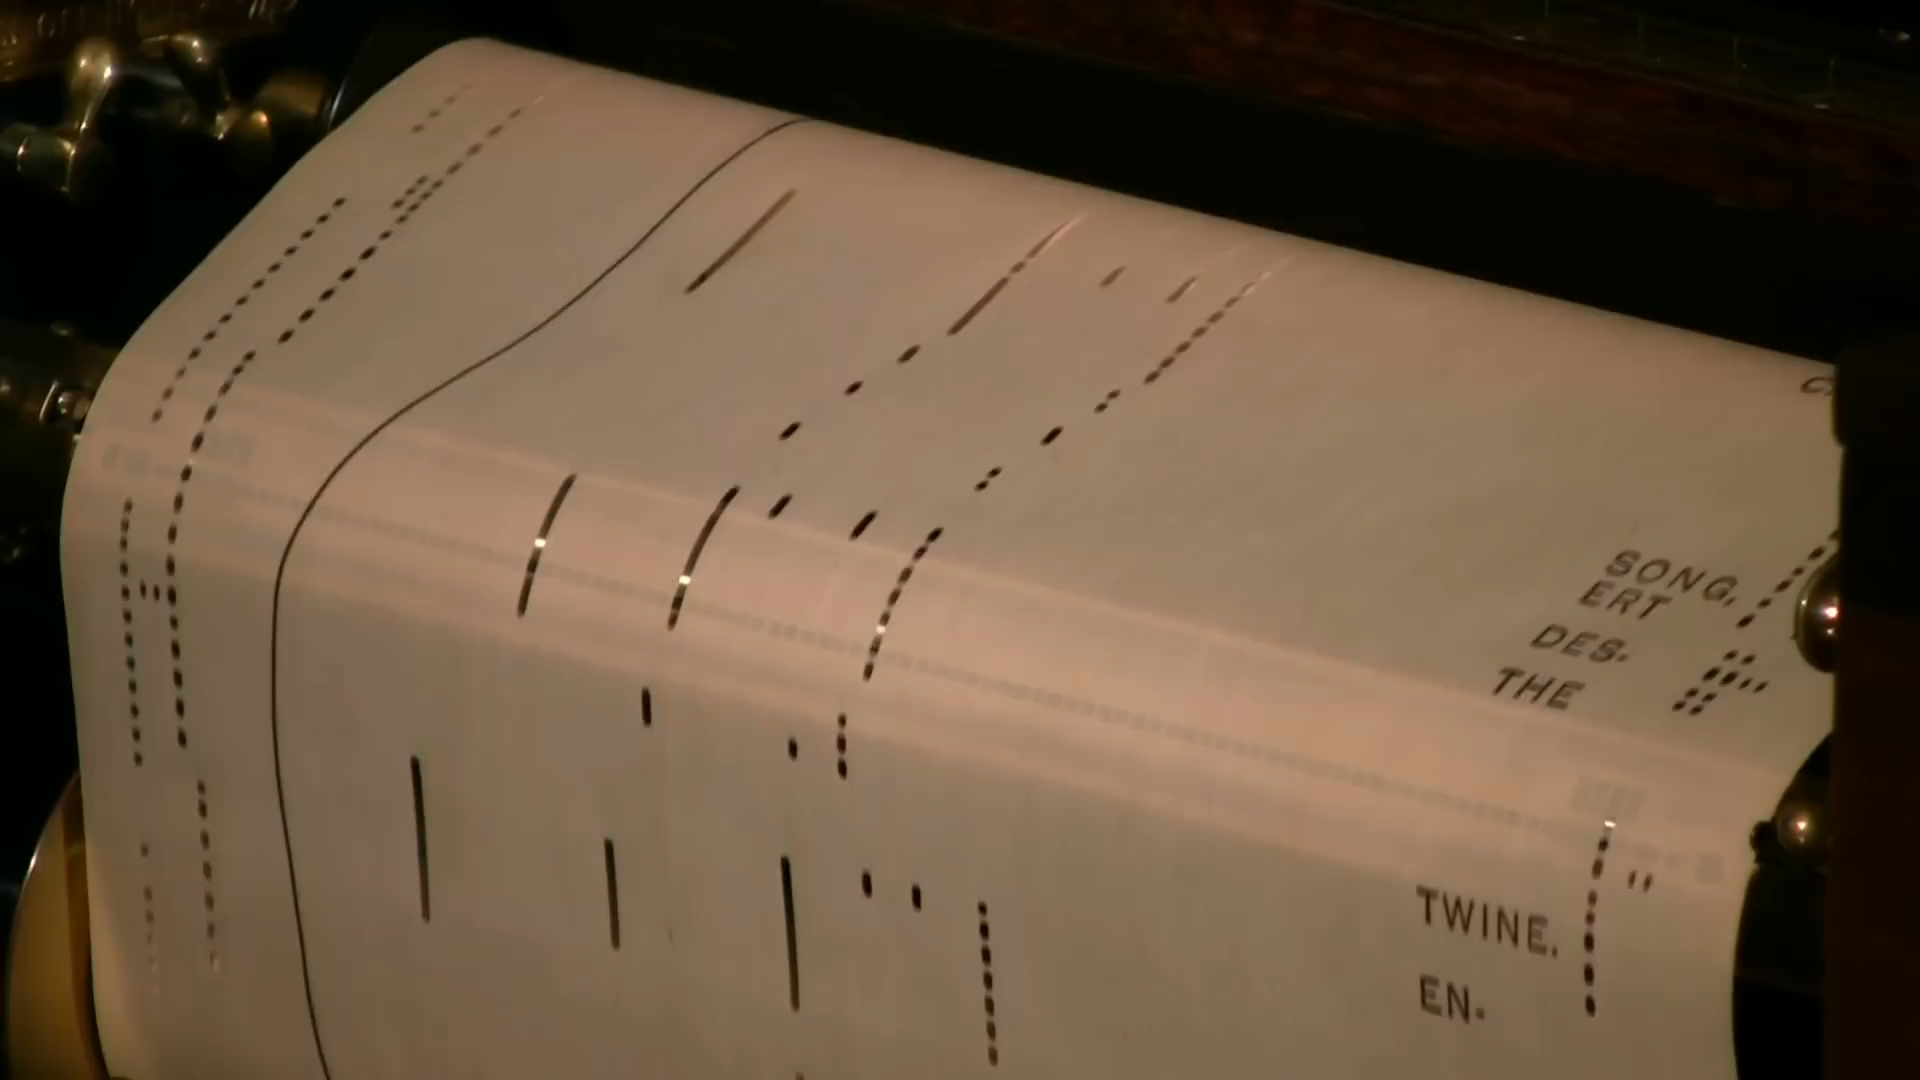 SONG,
ERT
DES-
THE
TWINE,
EN-